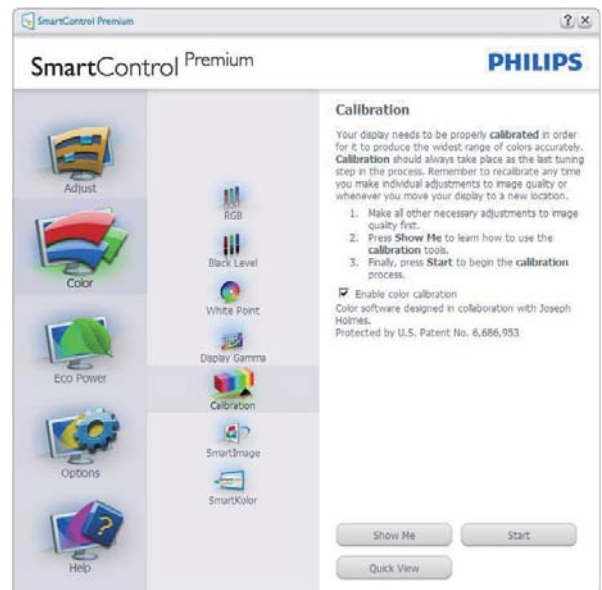 SmartControl Premium
SmartControl Premium
PHILIPS
Adjust
Color
Eco Power
Options
Help
RGB
Black Level
White Point
Display Gamma
Calibration
SmartImage
SmartKolor
Calibration
Your display needs to be properly calibrated in order
for it to produce the widest range of colors accurately.
Calibration should always take place as the last tuning
step in the process. Remember to recalibrate any time
you make individual adjustments to image quality or
whenever you move your display to a new location.
1. Make all other necessary adjustments to image
quality first.
2. Press Show Me to learn how to use the
calibration tools.
3. Finally, press Start to begin the calibration
process.
Enable color calibration
Color software designed in collaboration with Joseph
Holmes.
Protected by U.S. Patent No. 6,686,953
Show Me
Start
Quick View